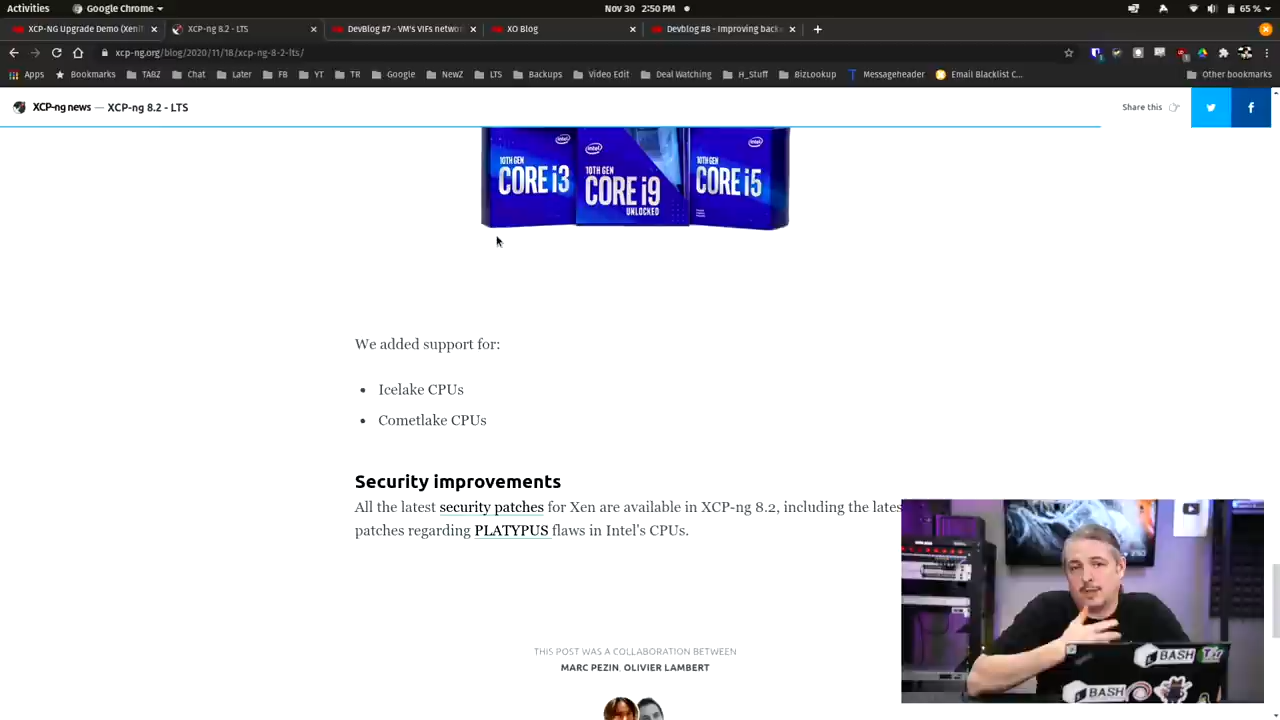 Activities
Google Chrome
Nov 30 2:50 PM
65 %
XCP-NG Upgrade Demo (XeniT
XCP-ng 8.2 - LTS
DevBlog #7 - VM's VIFs networ
XO Blog
Devblog #8 - Improving back
xcp-ng.org/blog/2020/11/18/xcp-ng-8-2-lts/
Apps
Bookmarks
TABZ
Chat
Later
FB
YT
TR
Google
NewZ
LTS
Backups
Video Edit
Deal Watching
H_Stuff
BizLookup
Messageheader
Email Blacklist C...
Other bookmarks
XCP-ng news — XCP-ng 8.2 - LTS
Share this
intel
10TH GEN
CORE i3
intel
10TH GEN
CORE i9
UNLOCKED
intel
10TH GEN
CORE i5
We added support for:
• Icelake CPUs
• Cometlake CPUs
Security improvements
All the latest security patches for Xen are available in XCP-ng 8.2, including the lates
patches regarding PLATYPUS flaws in Intel's CPUs.
THIS POST WAS A COLLABORATION BETWEEN
MARC PEZIN, OLIVIER LAMBERT
BASH
BASH